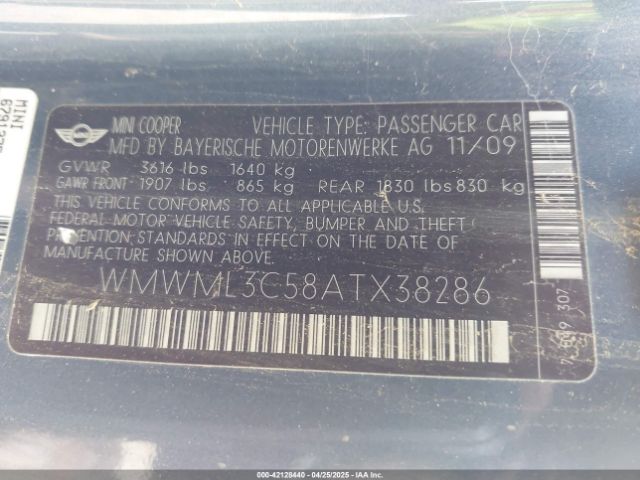 MINI COOPER VEHICLE TYPE: PASSENGER CAR
MFD BY BAYERISCHE MOTORENWERKE AG 11/09
GVWR 3616 lbs 1640 kg
GAWR FRONT 1907 lbs 865 kg REAR 1830 lbs 830 kg
THIS VEHICLE CONFORMS TO ALL APPLICABLE U.S.
FEDERAL MOTOR VEHICLE SAFETY, BUMPER AND THEFT
PREVENTION STANDARDS IN EFFECT ON THE DATE OF
MANUFACTURE SHOWN ABOVE.
WMWML3C58ATX38286
307
MINI
000-42128440 - 04/25/2025 - IAAI